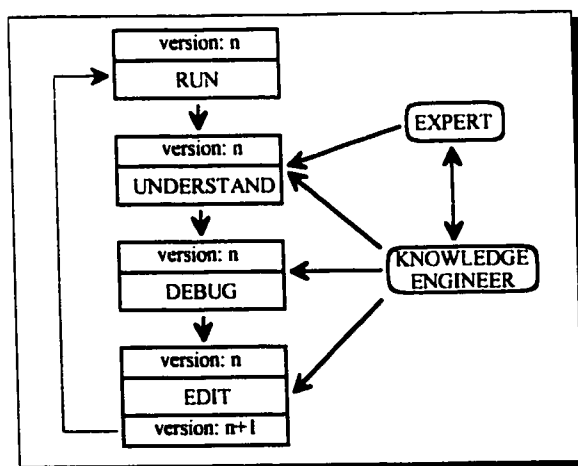 version: n
RUN
version: n
UNDERSTAND
version: n
DEBUG
version: n
EDIT
version: n+1
EXPERT
KNOWLEDGE
ENGINEER